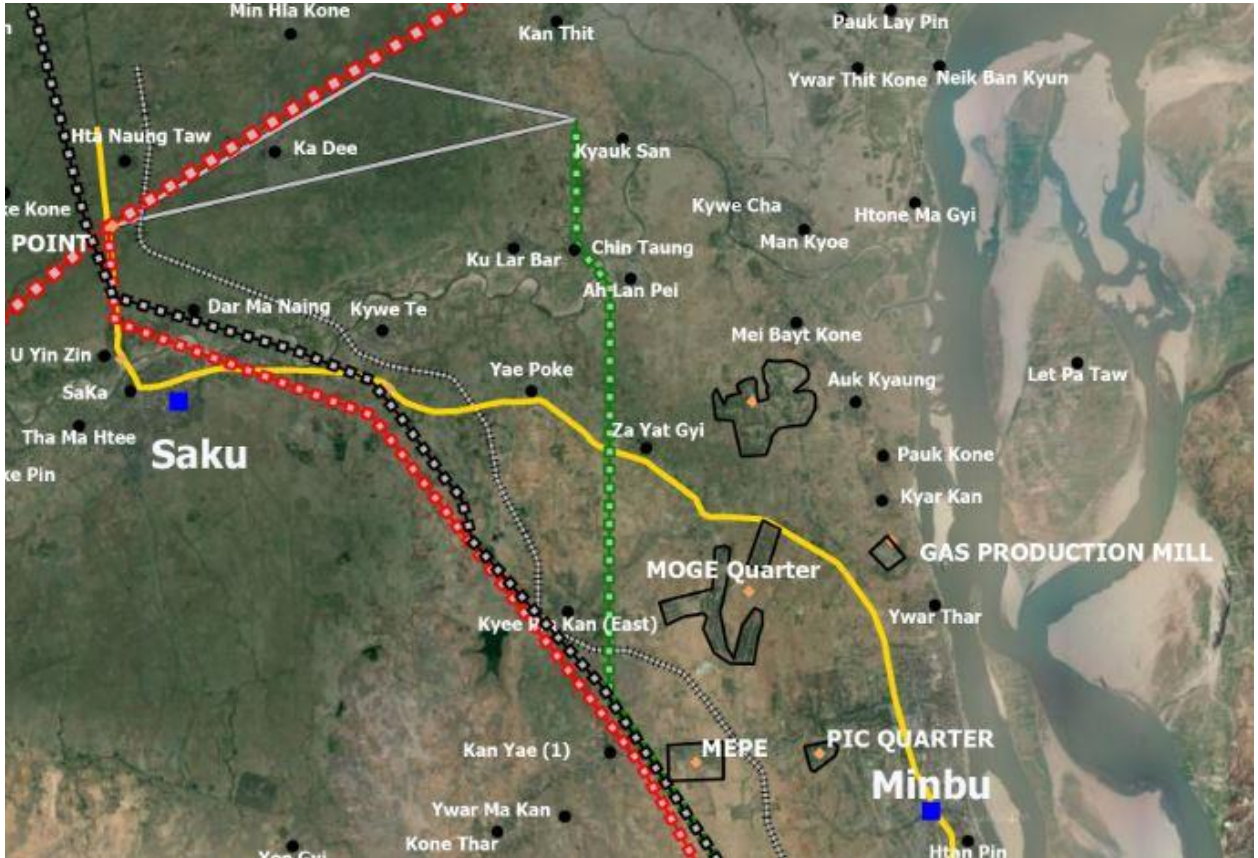 Min Hla Kone
Kan Thit
Pauk Lay Pin
Ywar Thit Kone
Neik Ban Kyun
Hta Naung Taw
Ka Dee
Kyauk San
ke Kone
Kywe Cha
Htone Ma Gyi
POINT
Man Kyoe
Ku Lar Bar
Chin Taung
Ah Lan Pei
Dar Ma Naing
Kywe Te
Mei Bayt Kone
U Yin Zin
Let Pa Taw
SaKa
Yae Poke
Auk Kyaung
Tha Ma Htee
Saku
Za Yat Gyi
Pauk Kone
ke Pin
Kyar Kan
GAS PRODUCTION MILL
MOGE Quarter
Ywar Thar
Kyee Kan (East)
Kan Yae (1)
MEPE
PIC QUARTER
Minbu
Ywar Ma Kan
Kone Thar
Htan Pin